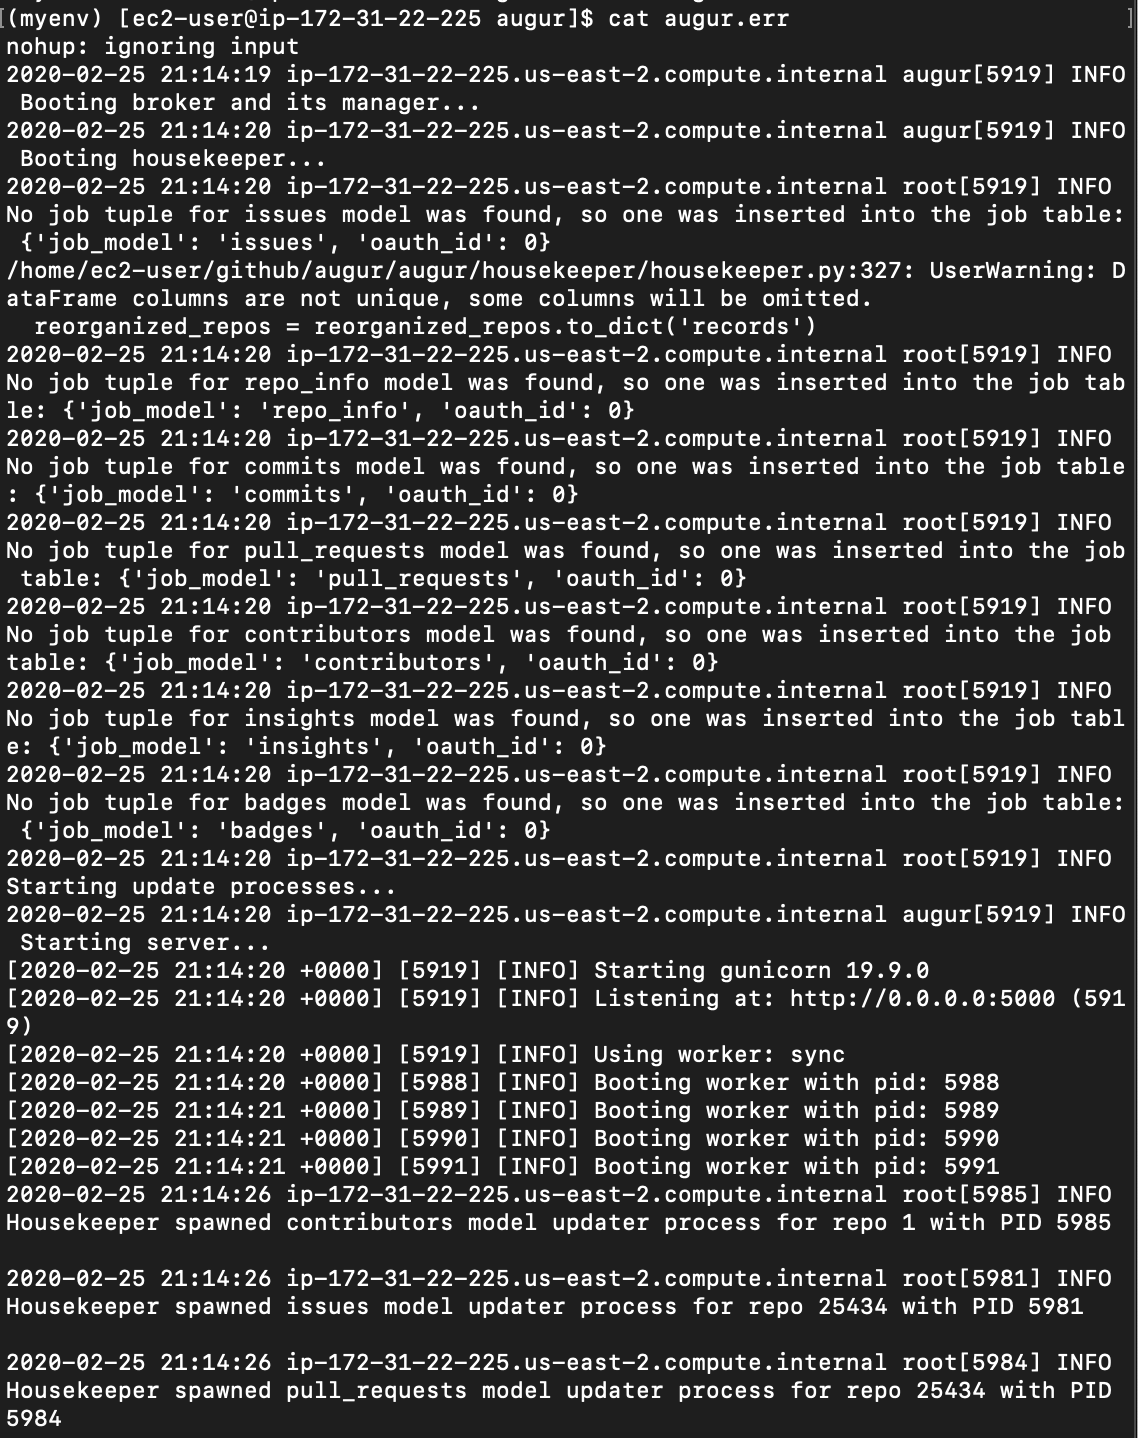 [(myenv) [ec2-user@ip-172-31-22-225 augur]$ cat augur.err ]
nohup: ignoring input
2020-02-25 21:14:19 ip-172-31-22-225.us-east-2.compute.internal augur[5919] INFO
 Booting broker and its manager...
2020-02-25 21:14:20 ip-172-31-22-225.us-east-2.compute.internal augur[5919] INFO
 Booting housekeeper...
2020-02-25 21:14:20 ip-172-31-22-225.us-east-2.compute.internal root[5919] INFO
No job tuple for issues model was found, so one was inserted into the job table:
 {'job_model': 'issues', 'oauth_id': 0}
/home/ec2-user/github/augur/augur/housekeeper/housekeeper.py:327: UserWarning: D
ataFrame columns are not unique, some columns will be omitted.
  reorganized_repos = reorganized_repos.to_dict('records')
2020-02-25 21:14:20 ip-172-31-22-225.us-east-2.compute.internal root[5919] INFO
No job tuple for repo_info model was found, so one was inserted into the job tab
le: {'job_model': 'repo_info', 'oauth_id': 0}
2020-02-25 21:14:20 ip-172-31-22-225.us-east-2.compute.internal root[5919] INFO
No job tuple for commits model was found, so one was inserted into the job table
: {'job_model': 'commits', 'oauth_id': 0}
2020-02-25 21:14:20 ip-172-31-22-225.us-east-2.compute.internal root[5919] INFO
No job tuple for pull_requests model was found, so one was inserted into the job
 table: {'job_model': 'pull_requests', 'oauth_id': 0}
2020-02-25 21:14:20 ip-172-31-22-225.us-east-2.compute.internal root[5919] INFO
No job tuple for contributors model was found, so one was inserted into the job
table: {'job_model': 'contributors', 'oauth_id': 0}
2020-02-25 21:14:20 ip-172-31-22-225.us-east-2.compute.internal root[5919] INFO
No job tuple for insights model was found, so one was inserted into the job tabl
e: {'job_model': 'insights', 'oauth_id': 0}
2020-02-25 21:14:20 ip-172-31-22-225.us-east-2.compute.internal root[5919] INFO
No job tuple for badges model was found, so one was inserted into the job table:
 {'job_model': 'badges', 'oauth_id': 0}
2020-02-25 21:14:20 ip-172-31-22-225.us-east-2.compute.internal root[5919] INFO
Starting update processes...
2020-02-25 21:14:20 ip-172-31-22-225.us-east-2.compute.internal augur[5919] INFO
 Starting server...
[2020-02-25 21:14:20 +0000] [5919] [INFO] Starting gunicorn 19.9.0
[2020-02-25 21:14:20 +0000] [5919] [INFO] Listening at: http://0.0.0.0:5000 (591
9)
[2020-02-25 21:14:20 +0000] [5919] [INFO] Using worker: sync
[2020-02-25 21:14:20 +0000] [5988] [INFO] Booting worker with pid: 5988
[2020-02-25 21:14:21 +0000] [5989] [INFO] Booting worker with pid: 5989
[2020-02-25 21:14:21 +0000] [5990] [INFO] Booting worker with pid: 5990
[2020-02-25 21:14:21 +0000] [5991] [INFO] Booting worker with pid: 5991
2020-02-25 21:14:26 ip-172-31-22-225.us-east-2.compute.internal root[5985] INFO
Housekeeper spawned contributors model updater process for repo 1 with PID 5985

2020-02-25 21:14:26 ip-172-31-22-225.us-east-2.compute.internal root[5981] INFO
Housekeeper spawned issues model updater process for repo 25434 with PID 5981

2020-02-25 21:14:26 ip-172-31-22-225.us-east-2.compute.internal root[5984] INFO
Housekeeper spawned pull_requests model updater process for repo 25434 with PID
5984